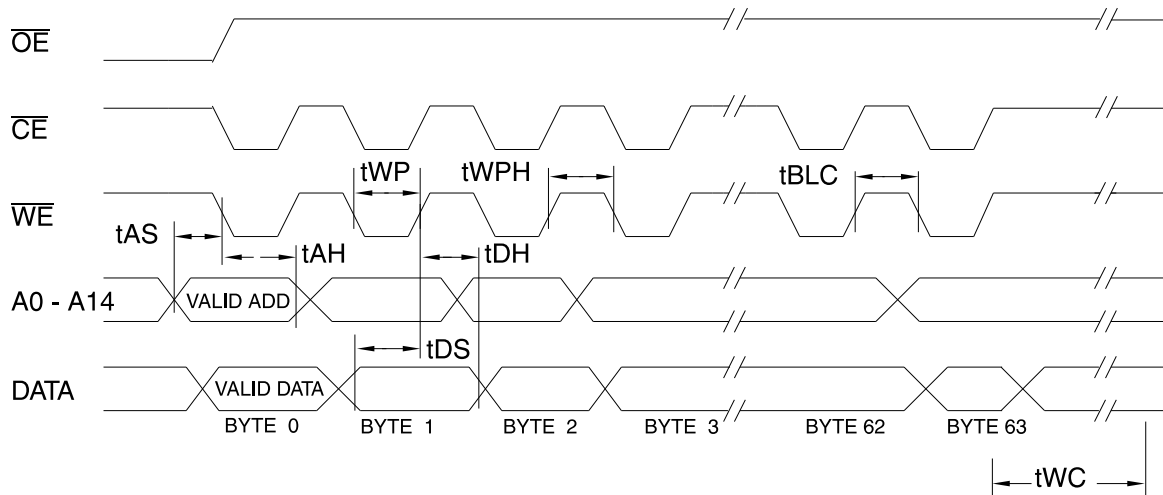 OE
CE
tWP
tWPH
tBLC
WE
tAS
tAH
tDH
A0 - A14
VALID ADD
tDS
DATA
VALID DATA
BYTE 0
BYTE 1
BYTE 2
BYTE 3
BYTE 62
BYTE 63
tWC